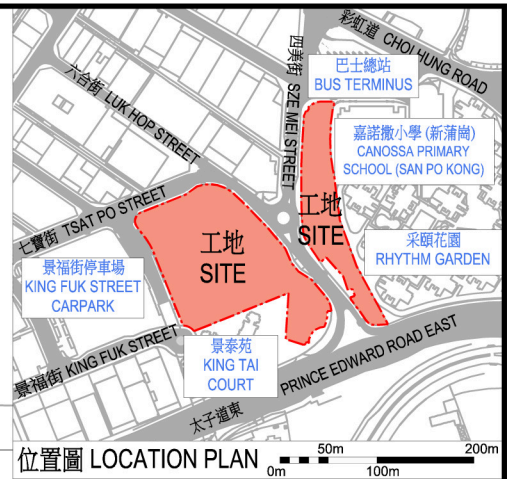 彩虹道 CHOI HUNG ROAD
四美街 SZE MEI STREET
巴士總站
BUS TERMINUS
六合街 LUK HOP STREET
嘉諾撒小學 (新蒲崗)
CANOSSA PRIMARY
SCHOOL (SAN PO KONG)
七寶街 TSAT PO STREET
工地
SITE
工地
SITE
采頤花園
RHYTHM GARDEN
景福街停車場
KING FUK STREET
CARPARK
景福街 KING FUK STREET
景泰苑
KING TAI
COURT
太子道東 PRINCE EDWARD ROAD EAST
位置圖 LOCATION PLAN
50m 200m
0m 100m